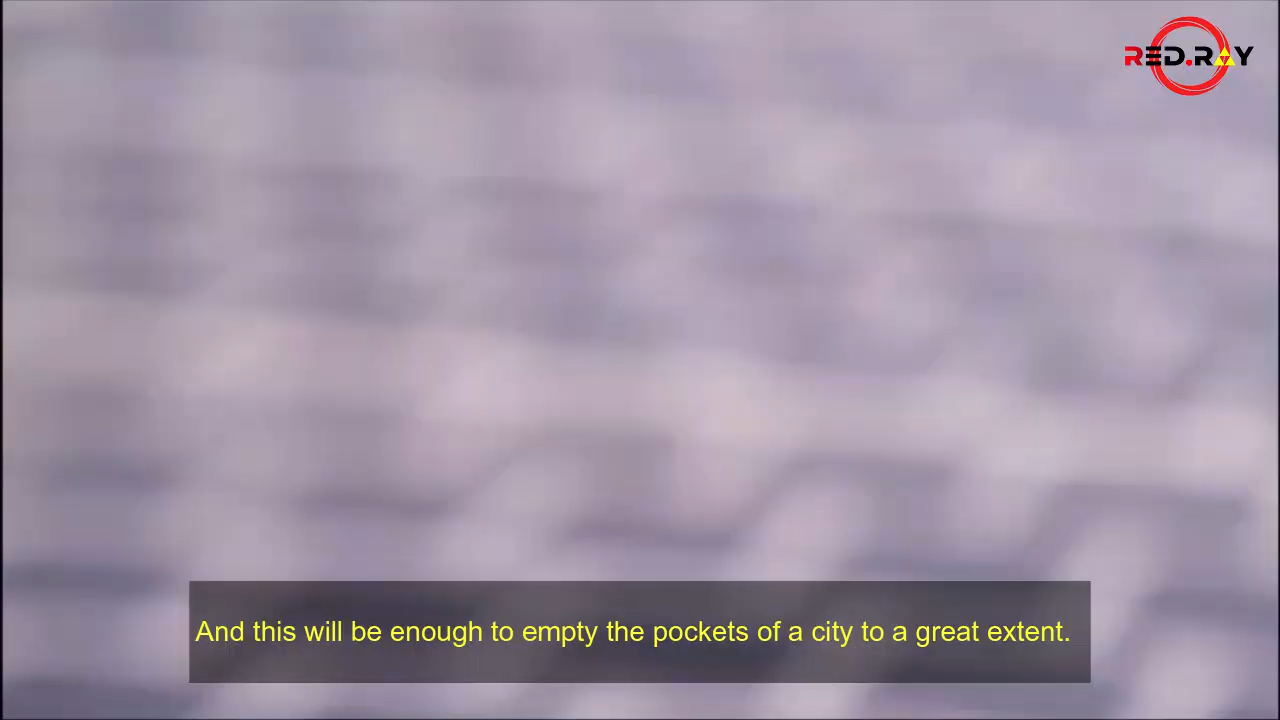 RED.RAY
And this will be enough to empty the pockets of a city to a great extent.